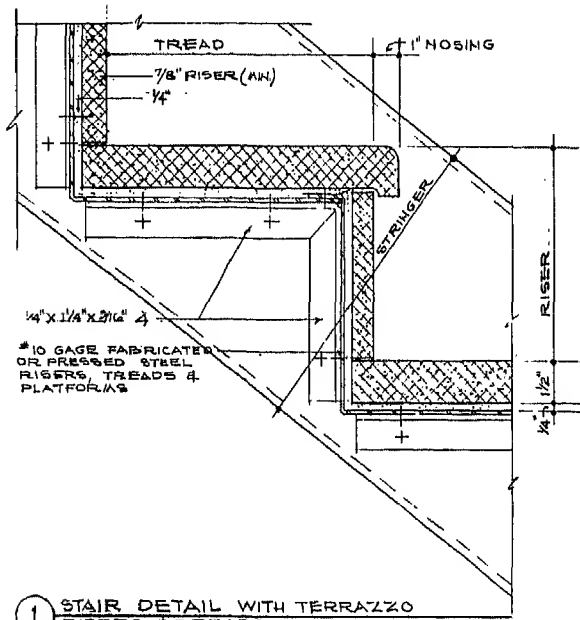 TREAD
1" NOSING
7/8" RISER (MIN.)
1/4"
STRINGER
RISER
1/4" x 1 1/4" x 3/16"
#10 GAGE FABRICATED
OR PRESSED STEEL
RISERS, TREADS &
PLATFORMS
1/4" 1 1/2"
1 STAIR DETAIL WITH TERRAZZO